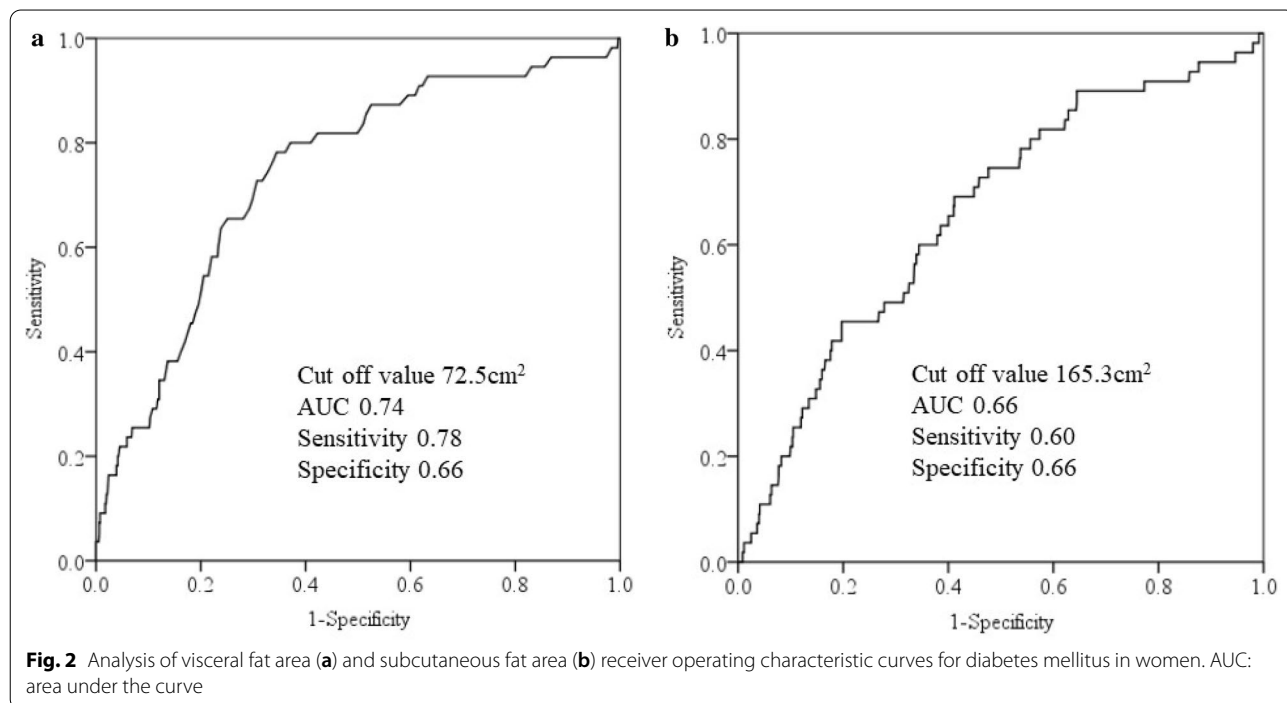 a
1.0
0.8
0.6
0.4
0.2
0.0
Sensitivity
Cut off value 72.5cm²
AUC 0.74
Sensitivity 0.78
Specificity 0.66
0.0 0.2 0.4 0.6 0.8 1.0
1-Specificity
b
1.0
0.8
0.6
0.4
0.2
0.0
Sensitivity
Cut off value 165.3cm²
AUC 0.66
Sensitivity 0.60
Specificity 0.66
0.0 0.2 0.4 0.6 0.8 1.0
1-Specificity
Fig. 2 Analysis of visceral fat area (a) and subcutaneous fat area (b) receiver operating characteristic curves for diabetes mellitus in women. AUC:
area under the curve